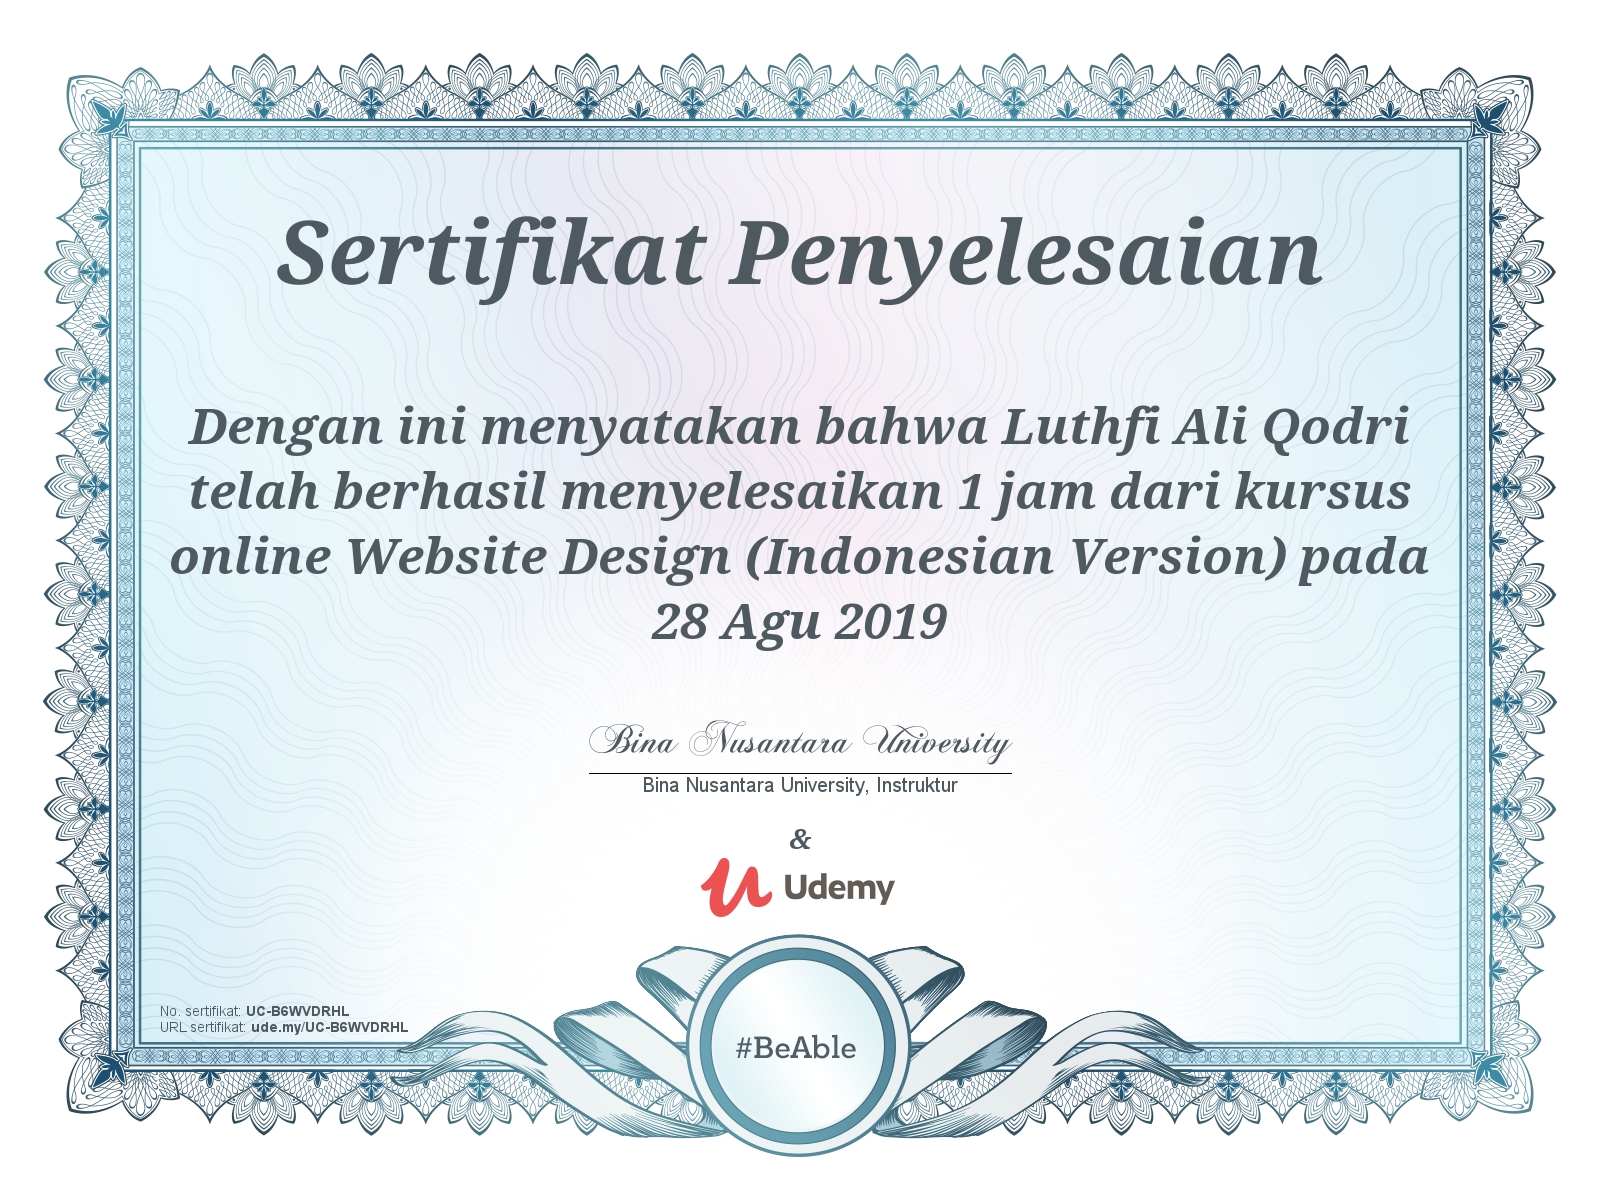 Sertifikat Penyelesaian
Dengan ini menyatakan bahwa Luthfi Ali Qodri
telah berhasil menyelesaikan 1 jam dari kursus
online Website Design (Indonesian Version) pada
28 Agu 2019
Bina Nusantara University
Bina Nusantara University, Instruktur
&
Udemy
No. sertifikat: UC-B6WVDRHL
URL sertifikat: ude.my/UC-B6WVDRHL
#BeAble